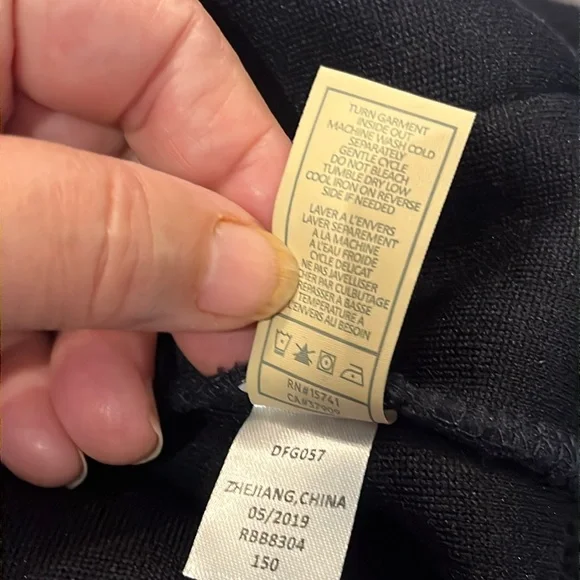 TURN GARMENT
INSIDE OUT
MACHINE WASH COLD
SEPARATELY
GENTLE CYCLE
DO NOT BLEACH
TUMBLE DRY LOW
COOL IRON ON REVERSE
SIDE IF NEEDED
LAVER A L'ENVERS
LAVER SEPAREMENT
A LA MACHINE
A L'EAU FROIDE
CYCLE DELICAT
NE PAS JAVELLISER
CHER PAR CULBUTAGE
REPASSER A BASSE
TEMPERATURE A
L'ENVERS AU BESOIN
RN#15741
DFG057
ZHEJIANG,CHINA
05/2019
RBB8304
150